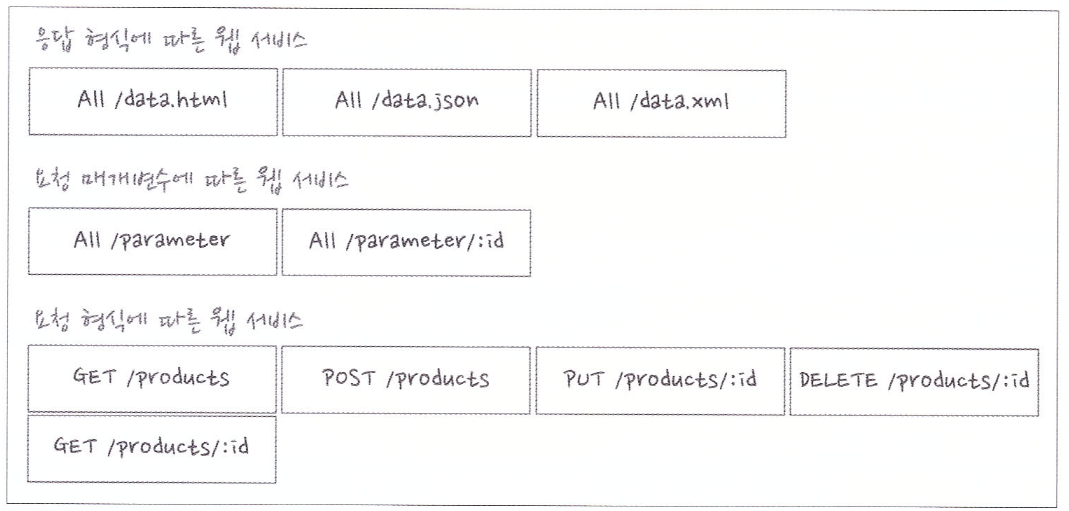 응답 형식에 따른 웹 서비스
All /data.html All /data.json All /data.xml
요청 매개변수에 따른 웹 서비스
All /parameter All /parameter/:id
요청 형식에 따른 웹 서비스
GET /products POST /products PUT /products/:id DELETE /products/:id
GET /products/:id